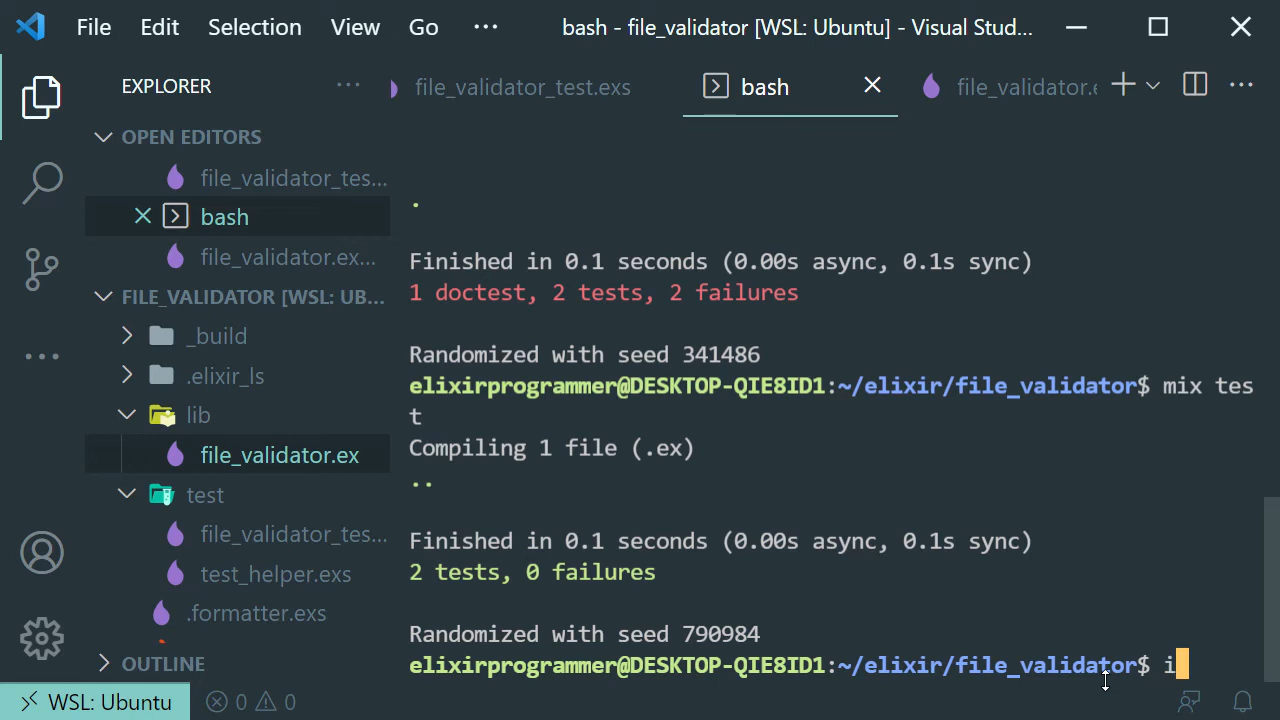 File Edit Selection View Go ··· bash - file_validator [WSL: Ubuntu] - Visual Stud...
EXPLORER ···
file_validator_test.exs bash file_validator.e
OPEN EDITORS
file_validator_tes...
bash
file_validator.ex...
FILE_VALIDATOR [WSL: UB...
_build
.elixir_ls
lib
file_validator.ex
test
file_validator_tes...
test_helper.exs
.formatter.exs
OUTLINE
.
Finished in 0.1 seconds (0.00s async, 0.1s sync)
1 doctest, 2 tests, 2 failures
Randomized with seed 341486
elixirprogrammer@DESKTOP-QIE8ID1:~/elixir/file_validator$ mix tes
t
Compiling 1 file (.ex)
..
Finished in 0.1 seconds (0.00s async, 0.1s sync)
2 tests, 0 failures
Randomized with seed 790984
elixirprogrammer@DESKTOP-QIE8ID1:~/elixir/file_validator$ i
WSL: Ubuntu 0 0